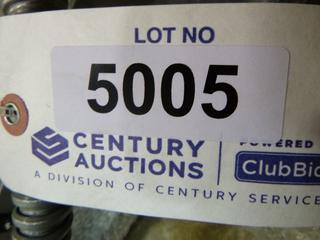 LOT NO
5005
CENTURY
AUCTIONS
POWERED
ClubBid
A DIVISION OF CENTURY SERVICE